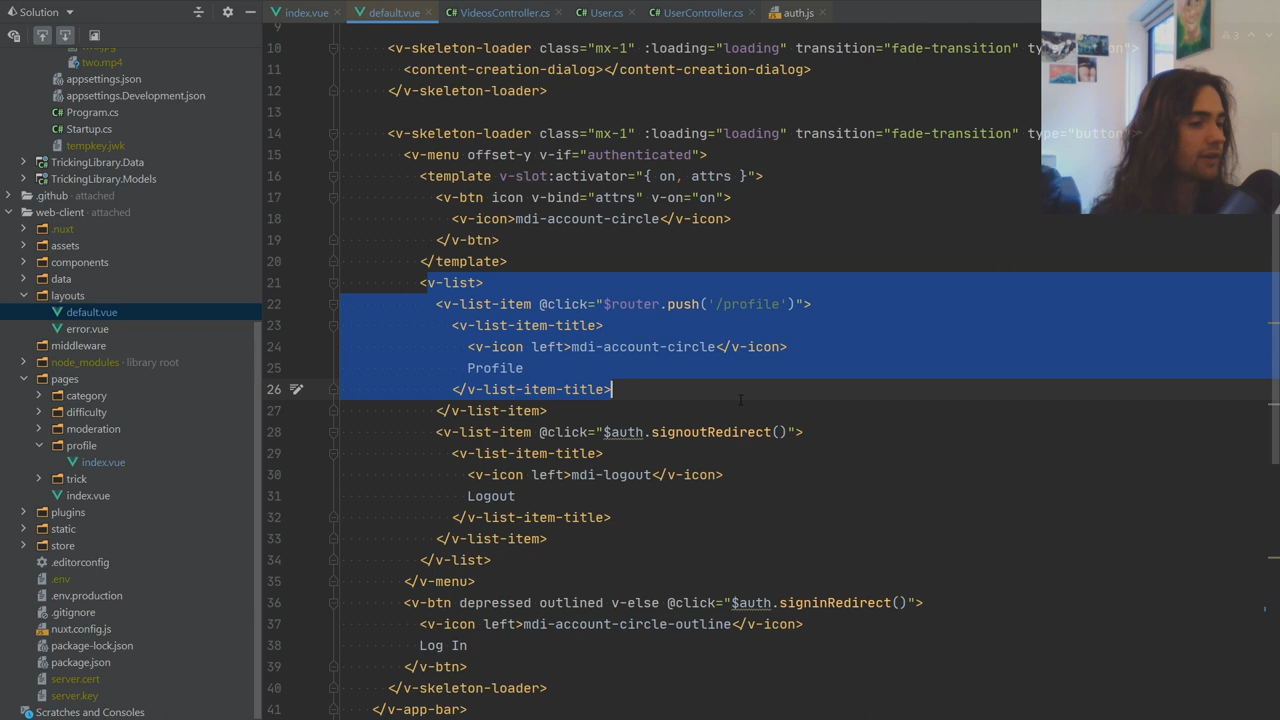 Solution
index.vue
default.vue
VideosController.cs
User.cs
UserController.cs
auth.js
two.mp4
appsettings.json
appsettings.Development.json
C# Program.cs
C# Startup.cs
tempkey.jwk
TrickingLibrary.Data
TrickingLibrary.Models
.github attached
web-client attached
.nuxt
assets
components
data
layouts
default.vue
error.vue
middleware
node_modules library root
pages
category
difficulty
moderation
profile
index.vue
trick
index.vue
plugins
static
store
.editorconfig
.env
.env.production
.gitignore
nuxt.config.js
package-lock.json
package.json
server.cert
server.key
Scratches and Consoles
9
10 <v-skeleton-loader class="mx-1" :loading="loading" transition="fade-transition"
11 <content-creation-dialog></content-creation-dialog>
12 </v-skeleton-loader>
13
14 <v-skeleton-loader class="mx-1" :loading="loading" transition="fade-transition" type="button">
15 <v-menu offset-y v-if="authenticated">
16 <template v-slot:activator="{ on, attrs }">
17 <v-btn icon v-bind="attrs" v-on="on">
18 <v-icon>mdi-account-circle</v-icon>
19 </v-btn>
20 </template>
21 <v-list>
22 <v-list-item @click="$router.push('/profile')">
23 <v-list-item-title>
24 <v-icon left>mdi-account-circle</v-icon>
25 Profile
26 </v-list-item-title>
27 </v-list-item>
28 <v-list-item @click="$auth.signoutRedirect()">
29 <v-list-item-title>
30 <v-icon left>mdi-logout</v-icon>
31 Logout
32 </v-list-item-title>
33 </v-list-item>
34 </v-list>
35 </v-menu>
36 <v-btn depressed outlined v-else @click="$auth.signinRedirect()">
37 <v-icon left>mdi-account-circle-outline</v-icon>
38 Log In
39 </v-btn>
40 </v-skeleton-loader>
41 </v-app-bar>